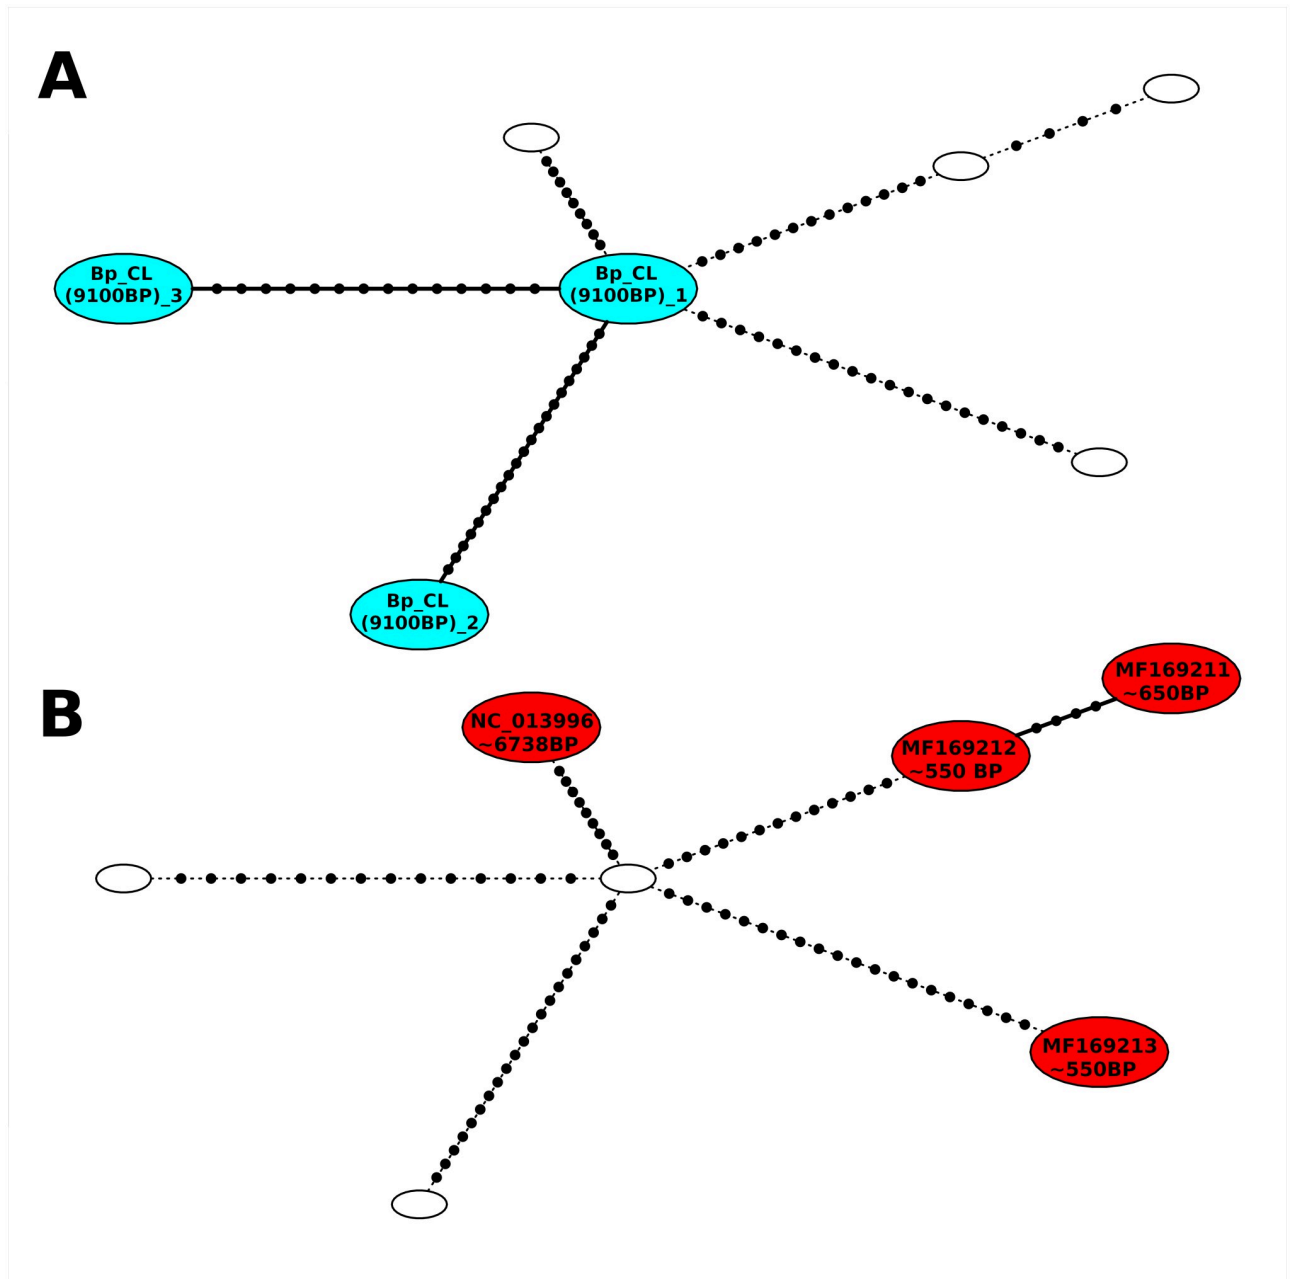 A
Bp_CL
(9100BP)_3
Bp_CL
(9100BP)_1
Bp_CL
(9100BP)_2
B
MF169211
~650BP
NC_013996
~6738BP
MF169212
~550 BP
MF169213
~550BP